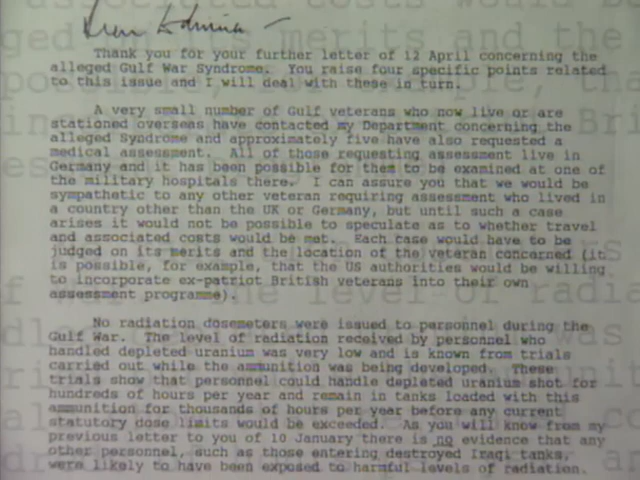 Dear Edwina -
Thank you for your further letter of 12 April concerning the
alleged Gulf War Syndrome. You raise four specific points related
to this issue and I will deal with these in turn.
A very small number of Gulf veterans who now live or are
stationed overseas have contacted my Department concerning the
alleged Syndrome and approximately five have also requested a
medical assessment. All of those requesting assessment live in
Germany and it has been possible for them to be examined at one of
the military hospitals there. I can assure you that we would be
sympathetic to any other veteran requiring assessment who lived in
a country other than the UK or Germany, but until such a case
arises it would not be possible to speculate as to whether travel
and associated costs would be met. Each case would have to be
judged on its merits and the location of the veteran concerned (it
is possible, for example, that the US authorities would be willing
to incorporate ex-patriot British veterans into their own
assessment programme).
No radiation dosemeters were issued to personnel during the
Gulf War. The level of radiation received by personnel who
handled depleted uranium was very low and is known from trials
carried out while the ammunition was being developed. These
trials show that personnel could handle depleted uranium shot for
hundreds of hours per year and remain in tanks loaded with this
ammunition for thousands of hours per year before any current
statutory dose limits would be exceeded. As you will know from my
previous letter to you of 10 January there is no evidence that any
other personnel, such as those entering destroyed Iraqi tanks,
were likely to have been exposed to harmful levels of radiation.